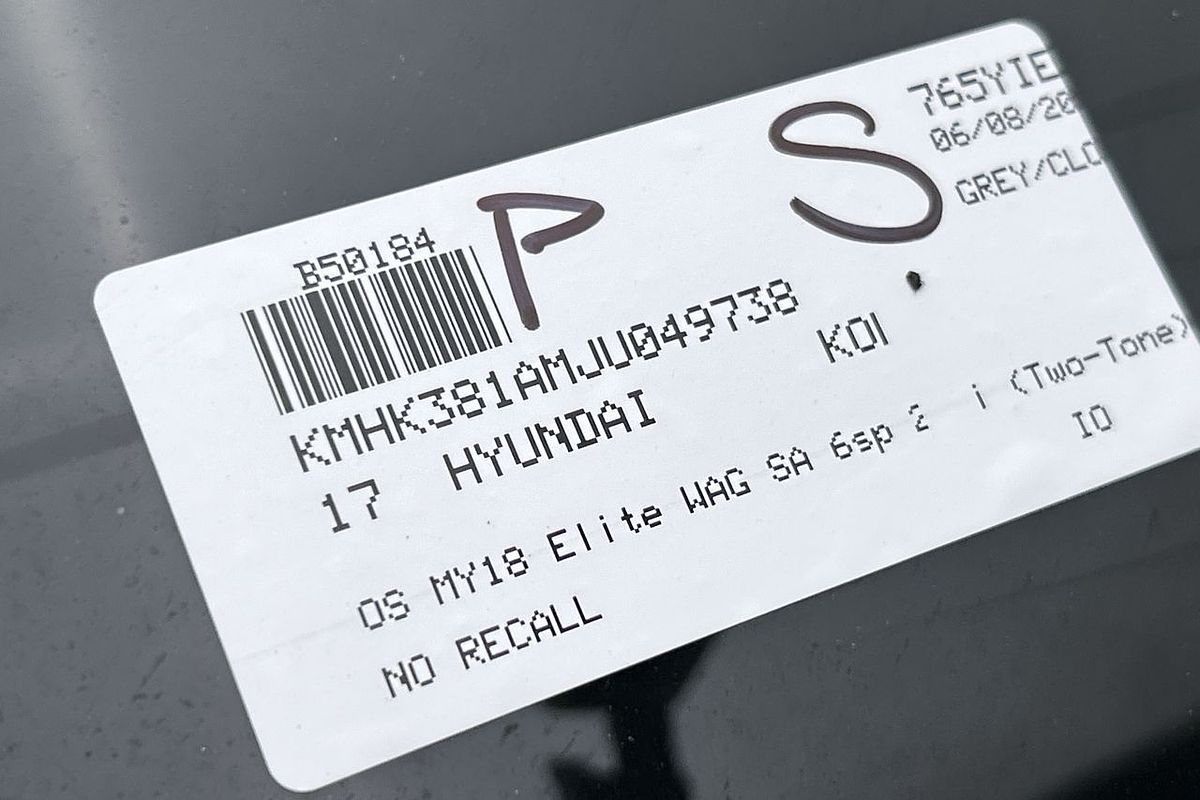 B50184 P S 765YIE
06/08/20
GREY/CLO
KMHK381AMJU049738
17 HYUNDAI KOI
OS MY18 Elite WAG SA 6sp 2 i (Two-Tone)
NO RECALL IO